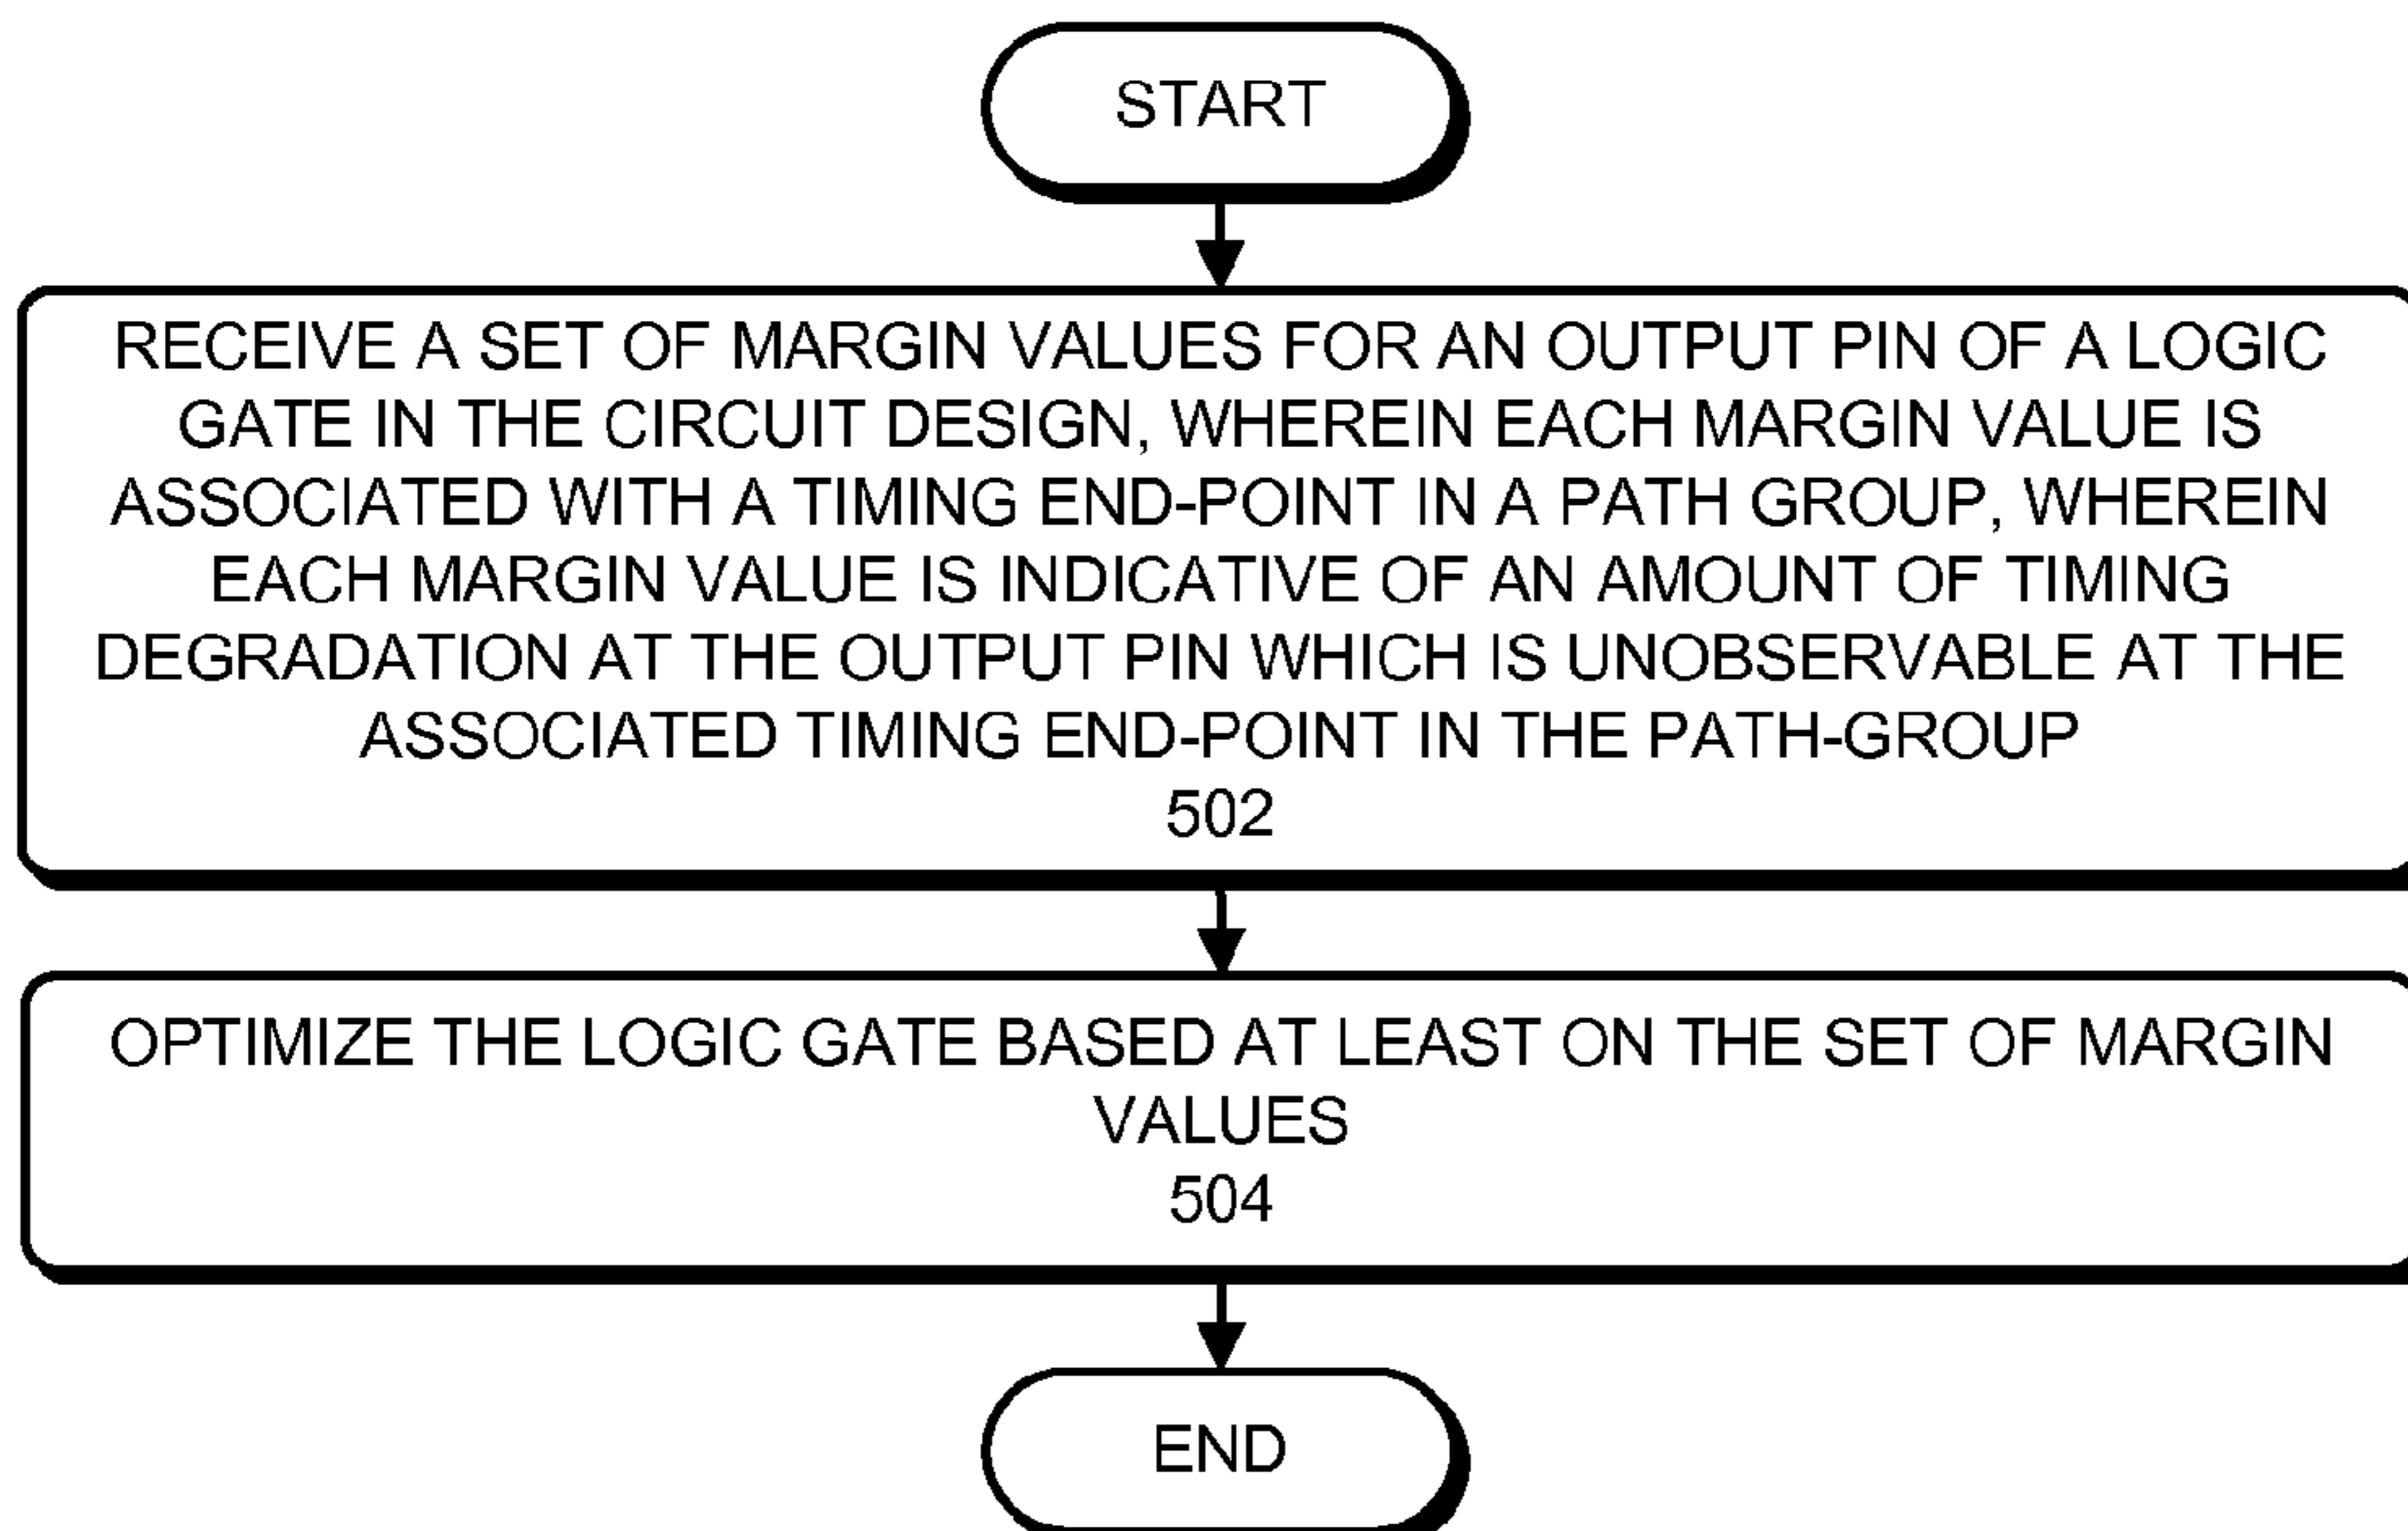 START
RECEIVE A SET OF MARGIN VALUES FOR AN OUTPUT PIN OF A LOGIC
GATE IN THE CIRCUIT DESIGN, WHEREIN EACH MARGIN VALUE IS
ASSOCIATED WITH A TIMING END-POINT IN A PATH GROUP, WHEREIN
EACH MARGIN VALUE IS INDICATIVE OF AN AMOUNT OF TIMING
DEGRADATION AT THE OUTPUT PIN WHICH IS UNOBSERVABLE AT THE
ASSOCIATED TIMING END-POINT IN THE PATH-GROUP
502
OPTIMIZE THE LOGIC GATE BASED AT LEAST ON THE SET OF MARGIN
VALUES
504
END